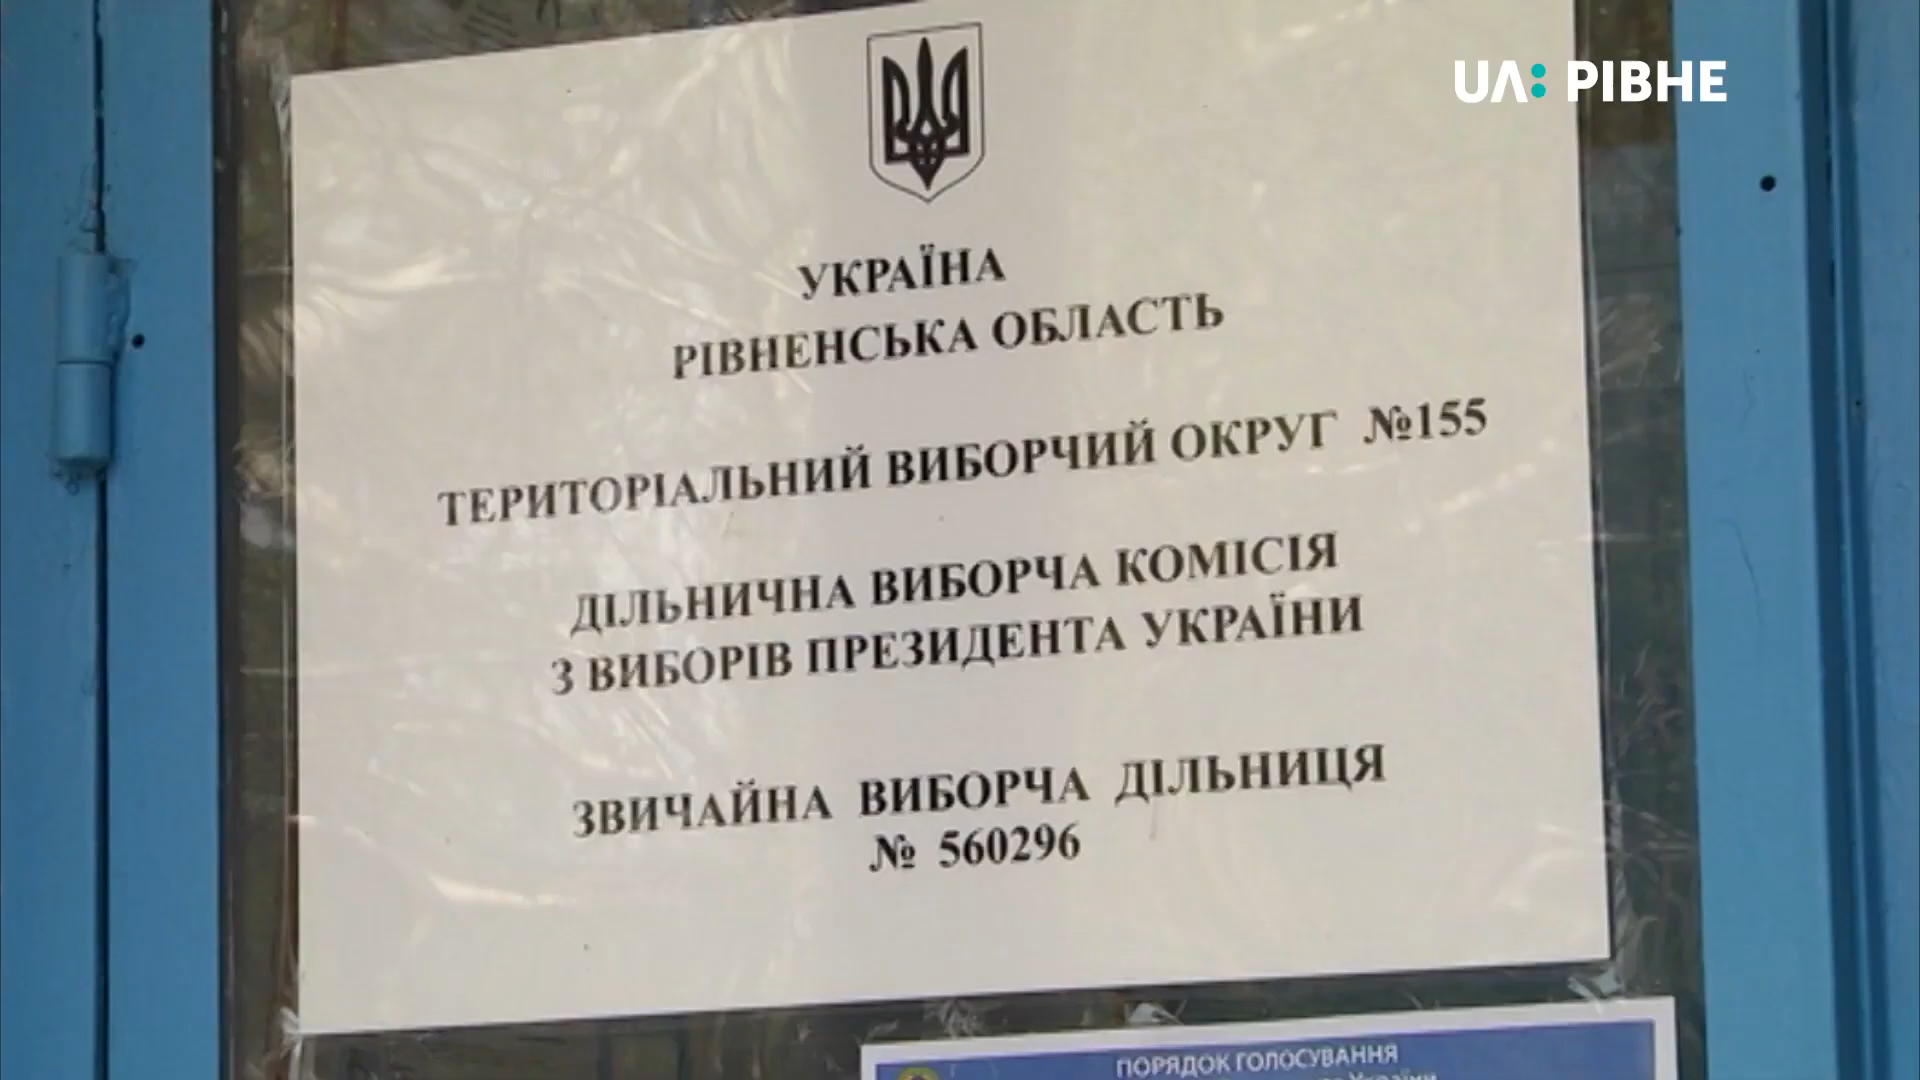 UA: РІВНЕ
УКРАЇНА
РІВНЕНСЬКА ОБЛАСТЬ
ТЕРИТОРІАЛЬНИЙ ВИБОРЧИЙ ОКРУГ №155
ДІЛЬНИЧНА ВИБОРЧА КОМІСІЯ
З ВИБОРІВ ПРЕЗИДЕНТА УКРАЇНИ
ЗВИЧАЙНА ВИБОРЧА ДІЛЬНИЦЯ
№ 560296
ПОРЯДОК ГОЛОСУВАННЯ
України